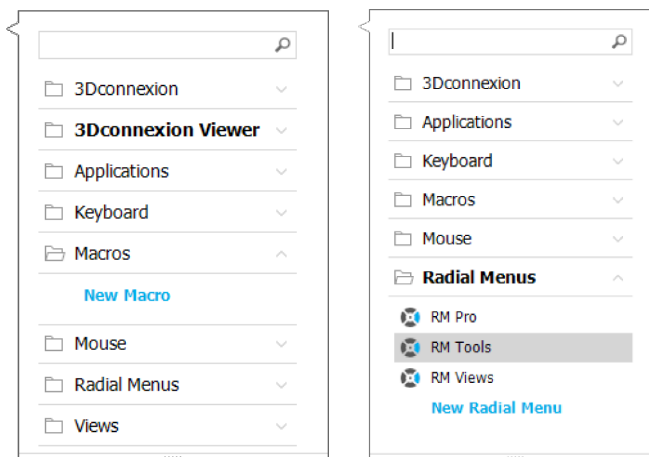 3Dconnexion
3Dconnexion Viewer
Applications
Keyboard
Macros
New Macro
Mouse
Radial Menus
Views
3Dconnexion
Applications
Keyboard
Macros
Mouse
Radial Menus
RM Pro
RM Tools
RM Views
New Radial Menu